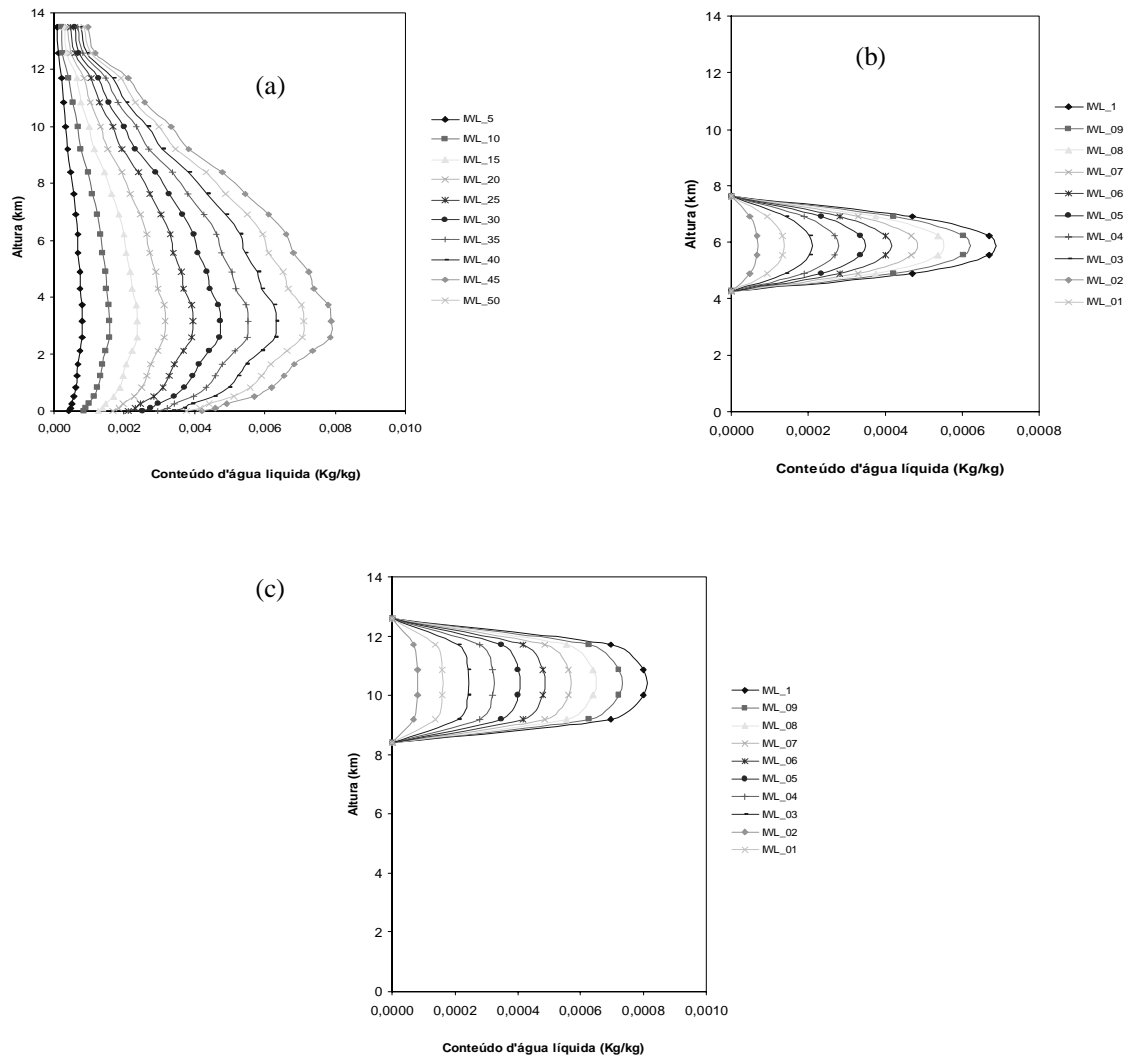 (a)
14
12
10
8
6
4
2
0
Altura (km)
0,000 0,002 0,004 0,006 0,008 0,010
Conteúdo d'água liquida (Kg/kg)
IWL_5
IWL_10
IWL_15
IWL_20
IWL_25
IWL_30
IWL_35
IWL_40
IWL_45
IWL_50
(b)
14
12
10
8
6
4
2
0
Altura (km)
0,0000 0,0002 0,0004 0,0006 0,0008
Conteúdo d'água líquida (Kg/kg)
IWL_1
IWL_09
IWL_08
IWL_07
IWL_06
IWL_05
IWL_04
IWL_03
IWL_02
IWL_01
(c)
14
12
10
8
6
4
2
0
Altura (km)
0,0000 0,0002 0,0004 0,0006 0,0008 0,0010
Conteúdo d'água líquida (Kg/kg)
IWL_1
IWL_09
IWL_08
IWL_07
IWL_06
IWL_05
IWL_04
IWL_03
IWL_02
IWL_01